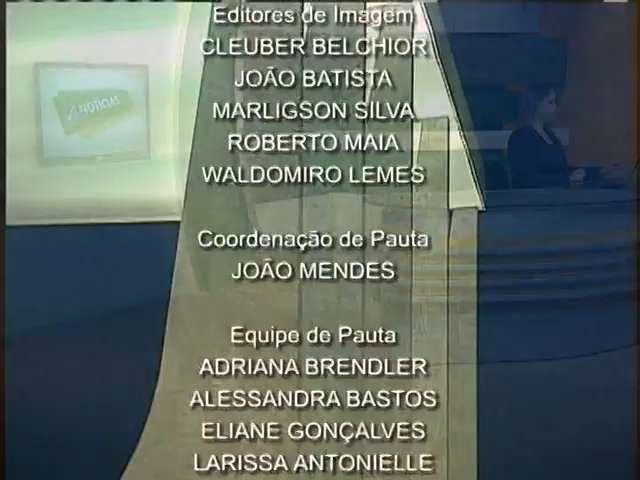 NOTÍCIAS
Editores de Imagem
CLEUBER BELCHIOR
JOÃO BATISTA
MARLIGSON SILVA
ROBERTO MAIA
WALDOMIRO LEMES
Coordenação de Pauta
JOÃO MENDES
Equipe de Pauta
ADRIANA BRENDLER
ALESSANDRA BASTOS
ELIANE GONÇALVES
LARISSA ANTONIELLE